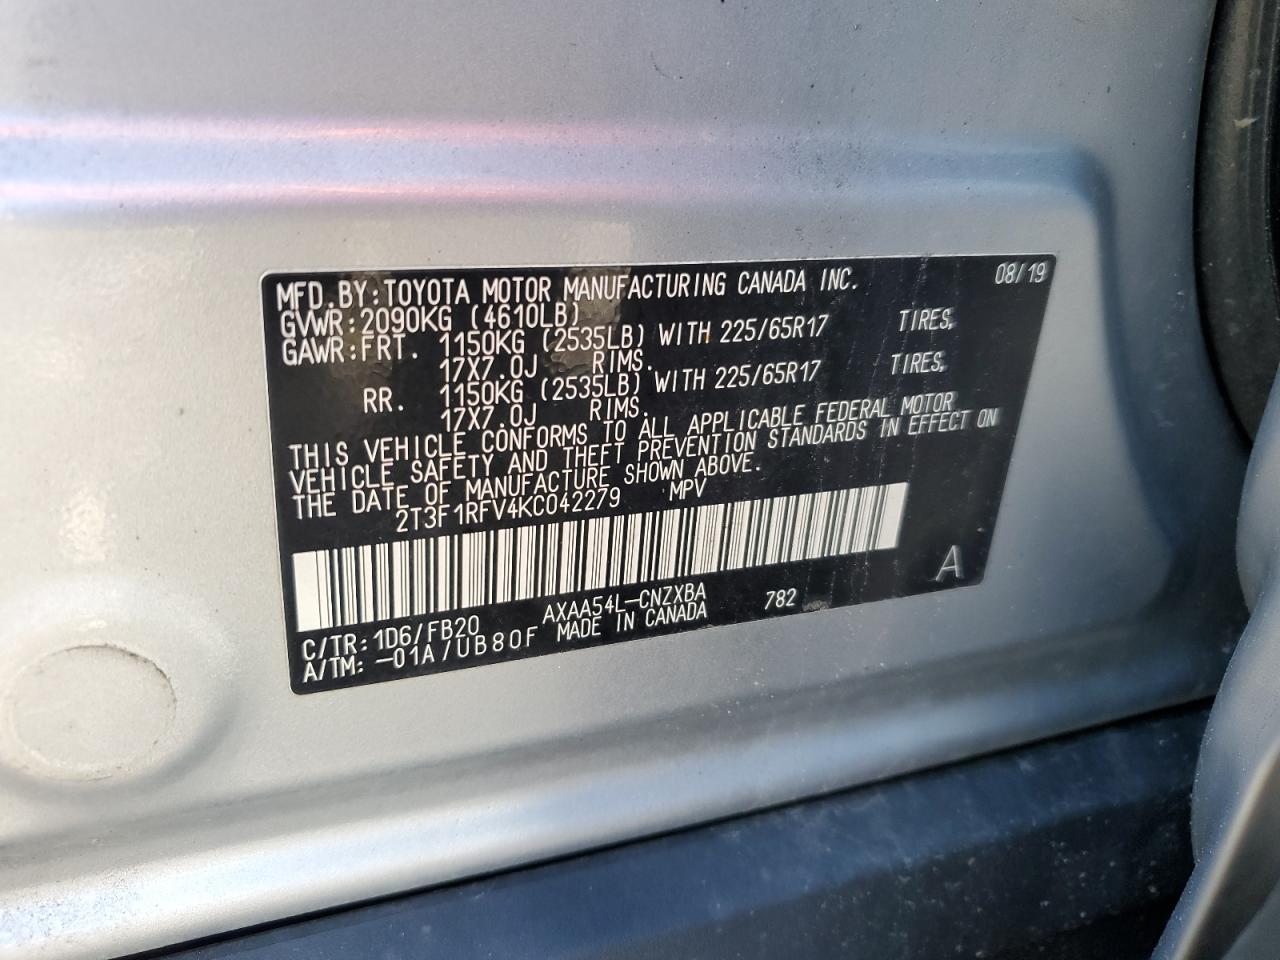 MFD.BY:TOYOTA MOTOR MANUFACTURING CANADA INC. 08/19
GVWR:2090KG (4610LB)
GAWR:FRT. 1150KG (2535LB) WITH 225/65R17 TIRES,
17X7.0J RIMS.
RR. 1150KG (2535LB) WITH 225/65R17 TIRES,
17X7.0J RIMS.
THIS VEHICLE CONFORMS TO ALL APPLICABLE FEDERAL MOTOR
VEHICLE SAFETY AND THEFT PREVENTION STANDARDS IN EFFECT ON
THE DATE OF MANUFACTURE SHOWN ABOVE.
2T3F1RFV4KC042279 MPV
A
C/TR:1D6/FB20 AXAA54L-CNZXBA 782
A/TM:-01A/UB80F MADE IN CANADA